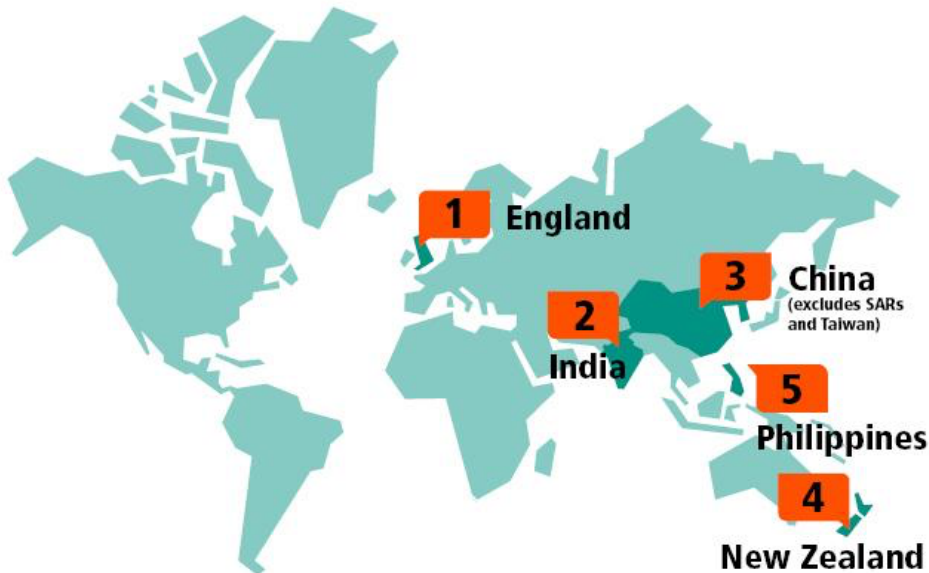 1 England
2
India
3 China
(excludes SARs
and Taiwan)
5
Philippines
4
New Zealand